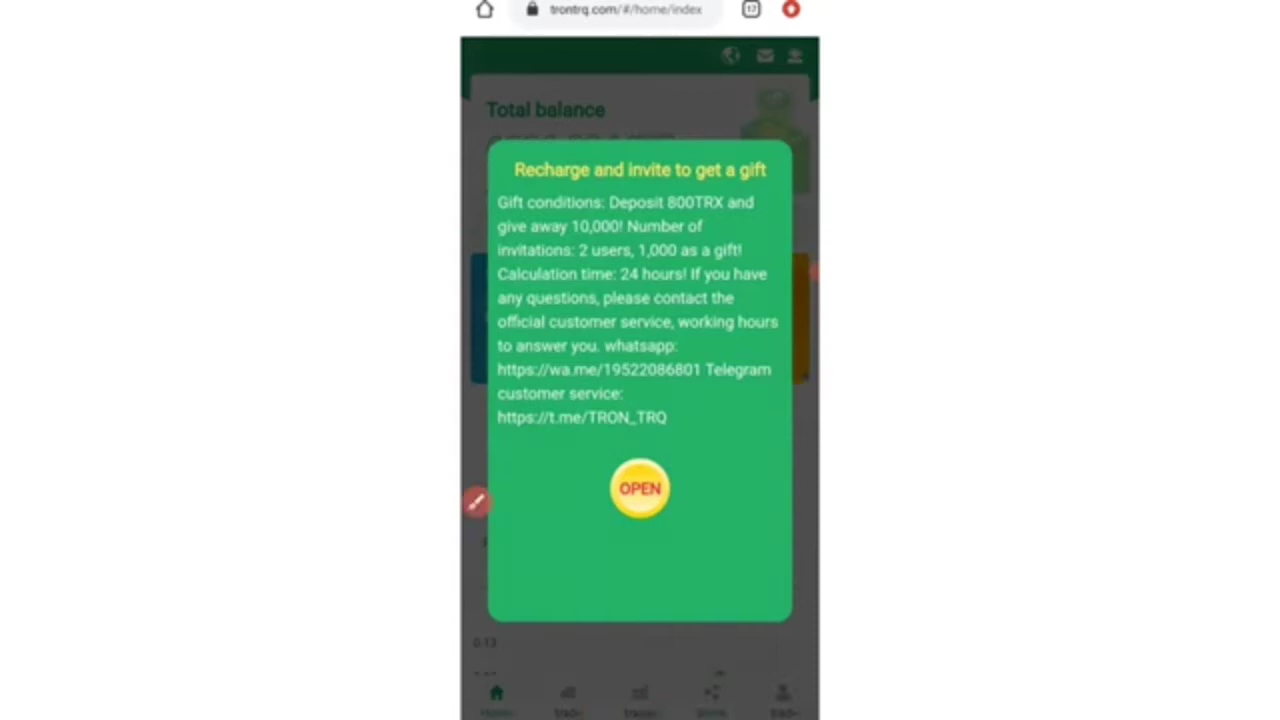 trontrq.com/#/home/index
Total balance
Recharge and invite to get a gift
Gift conditions: Deposit 800TRX and
give away 10,000! Number of
invitations: 2 users, 1,000 as a gift!
Calculation time: 24 hours! If you have
any questions, please contact the
official customer service, working hours
to answer you. whatsapp:
https://wa.me/19522086801 Telegram
customer service:
https://t.me/TRON_TRQ
OPEN
0.13